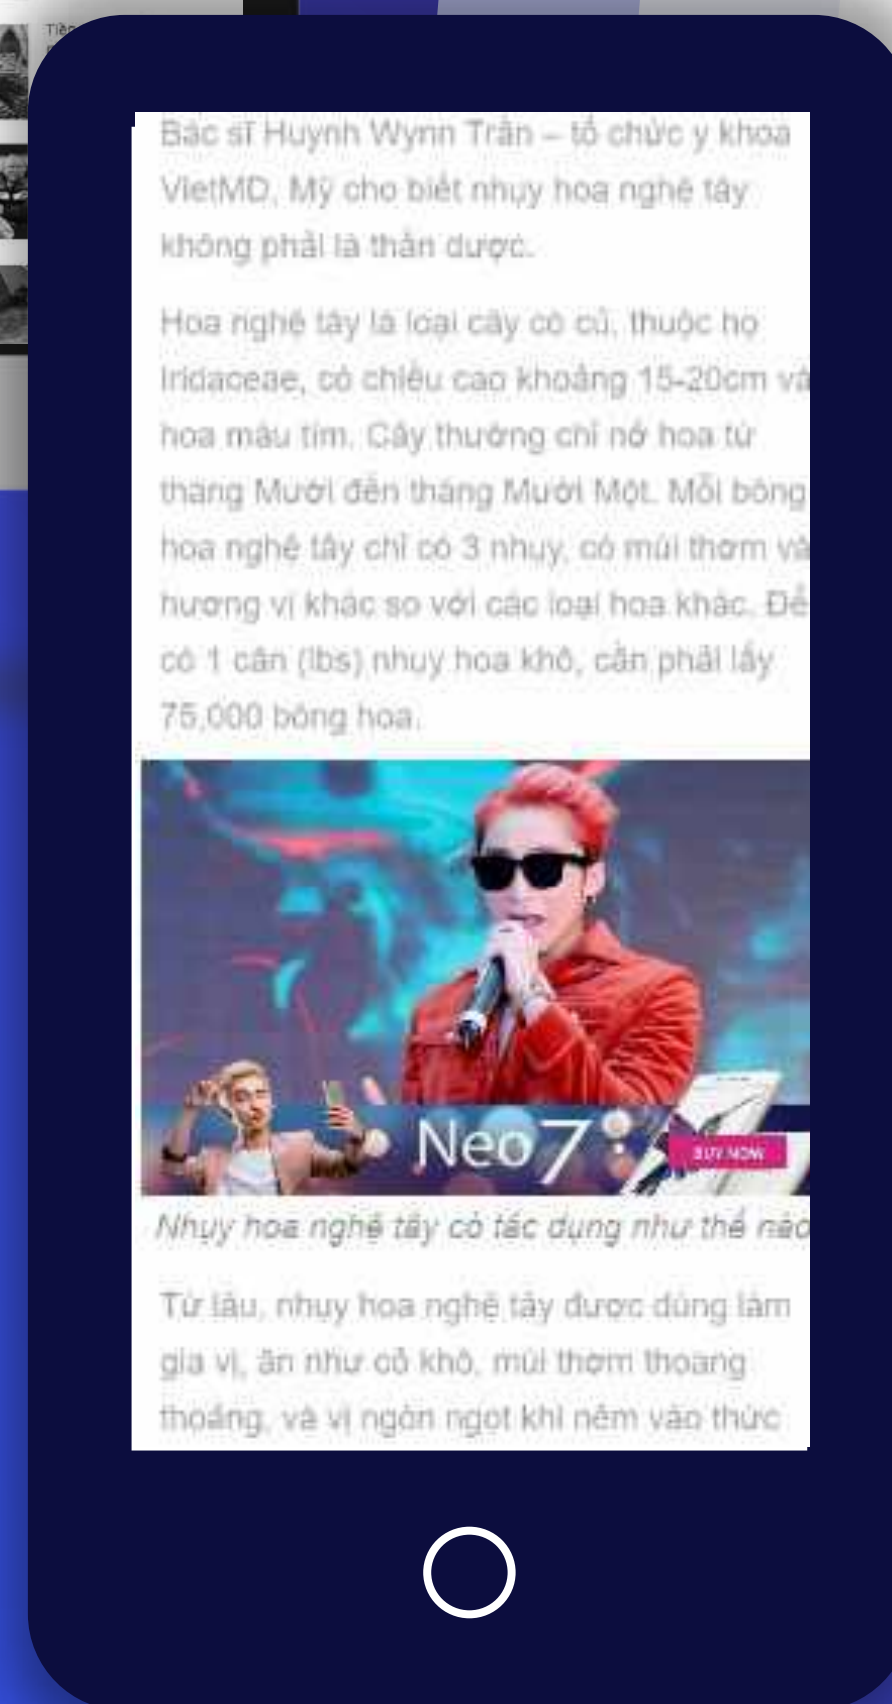 Tiền
Bác sĩ Huynh Wynn Trần – tổ chức y khoa
VietMD, Mỹ cho biết nhụy hoa nghệ tây
không phải là thần dược.
Hoa nghệ tây là loại cây có củ, thuộc họ
Iridaceae, có chiều cao khoảng 15-20cm và
hoa màu tím. Cây thường chỉ nở hoa từ
tháng Mười đến tháng Mười Một. Mỗi bông
hoa nghệ tây chỉ có 3 nhụy, có mùi thơm và
hương vị khác so với các loại hoa khác. Để
có 1 cân (lbs) nhụy hoa khô, cần phải lấy
75,000 bông hoa.
Neo7
BUY NOW
Nhụy hoa nghệ tây có tác dụng như thế nào
Từ lâu, nhụy hoa nghệ tây được dùng làm
gia vị, ăn như cỏ khô, mùi thơm thoang
thoảng, và vị ngòn ngọt khi nêm vào thức